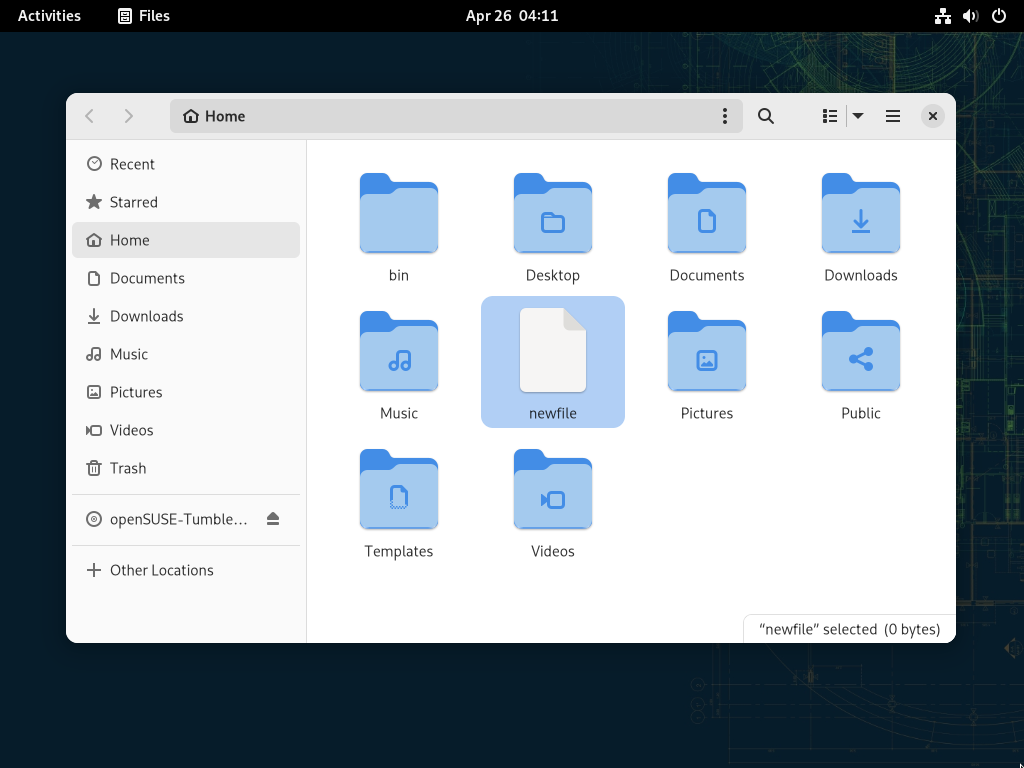 Activities Files Apr 26 04:11
Home
Recent
Starred
Home
Documents
Downloads
Music
Pictures
Videos
Trash
openSUSE-Tumble…
Other Locations
bin Desktop Documents Downloads
Music newfile Pictures Public
Templates Videos
“newfile” selected (0 bytes)